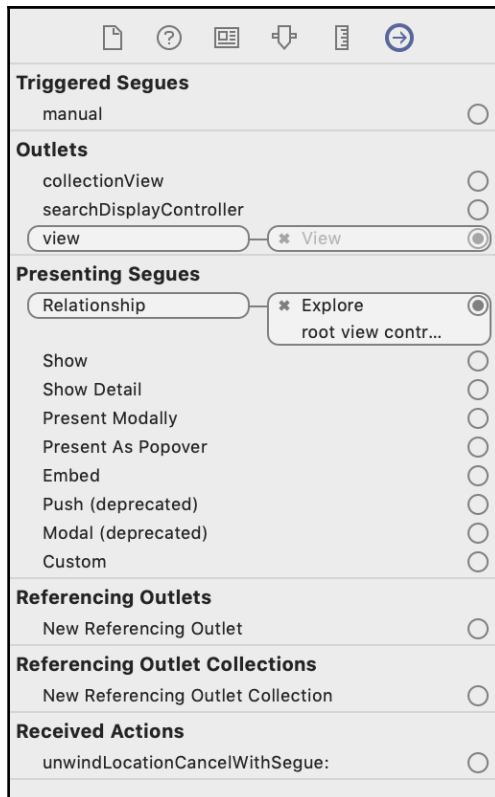 Triggered Segues
manual
Outlets
collectionView
searchDisplayController
view View
Presenting Segues
Relationship Explore
root view contr...
Show
Show Detail
Present Modally
Present As Popover
Embed
Push (deprecated)
Modal (deprecated)
Custom
Referencing Outlets
New Referencing Outlet
Referencing Outlet Collections
New Referencing Outlet Collection
Received Actions
unwindLocationCancelWithSegue: